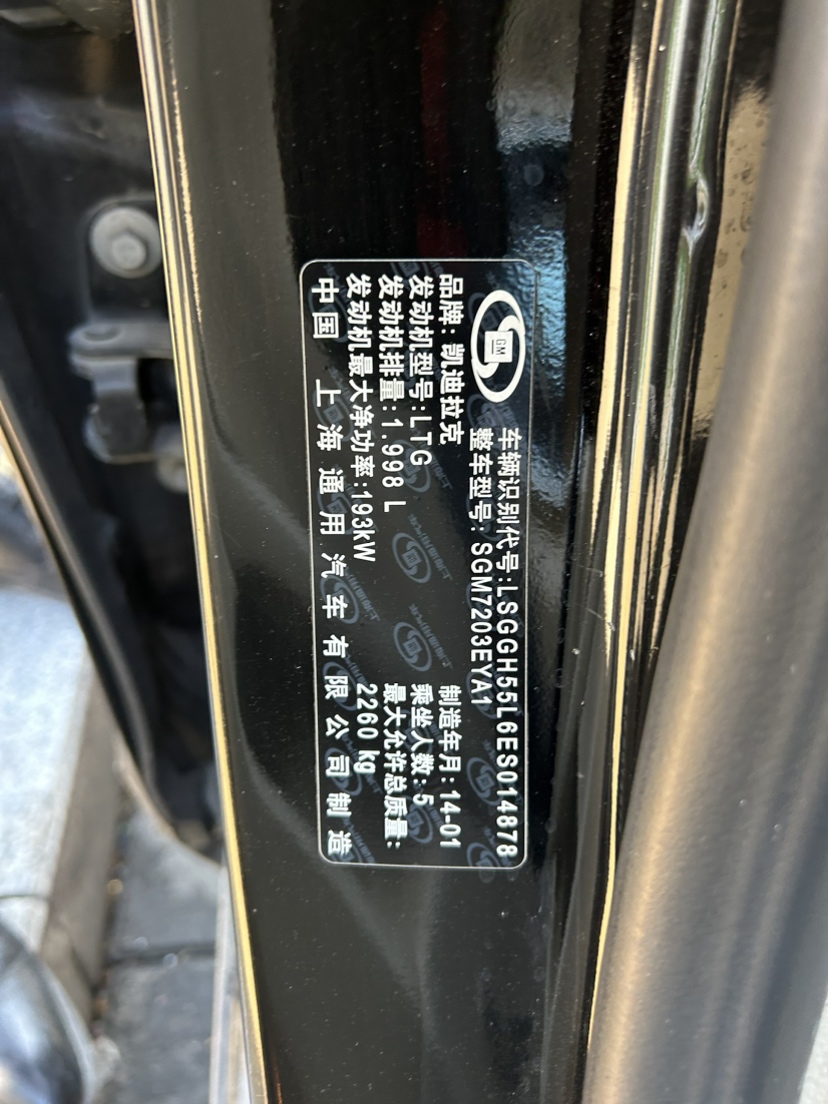 GM
车辆识别代号:LSGGH55L6ES014878
整车型号:SGM7203EYA1
品牌:凯迪拉克 制造年月:14-01
发动机型号:LTG 乘坐人数:5
发动机排量:1.998 L 最大允许总质量:
发动机最大净功率:193kW 2260 kg
中国 上海通用汽车有限公司制造